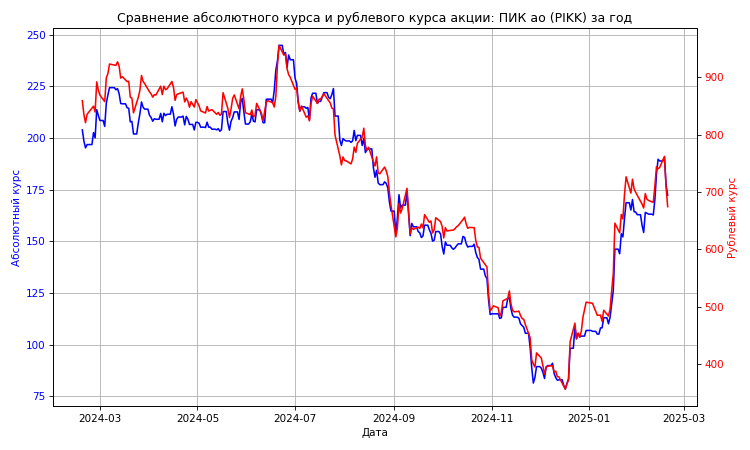 Сравнение абсолютного курса и рублевого курса акции: ПИК ао (PIKK) за год
250
225
200
175
150
125
100
75
Абсолютный курс
900
800
700
600
500
400
Рублевый курс
2024-03 2024-05 2024-07 2024-09 2024-11 2025-01 2025-03
Дата